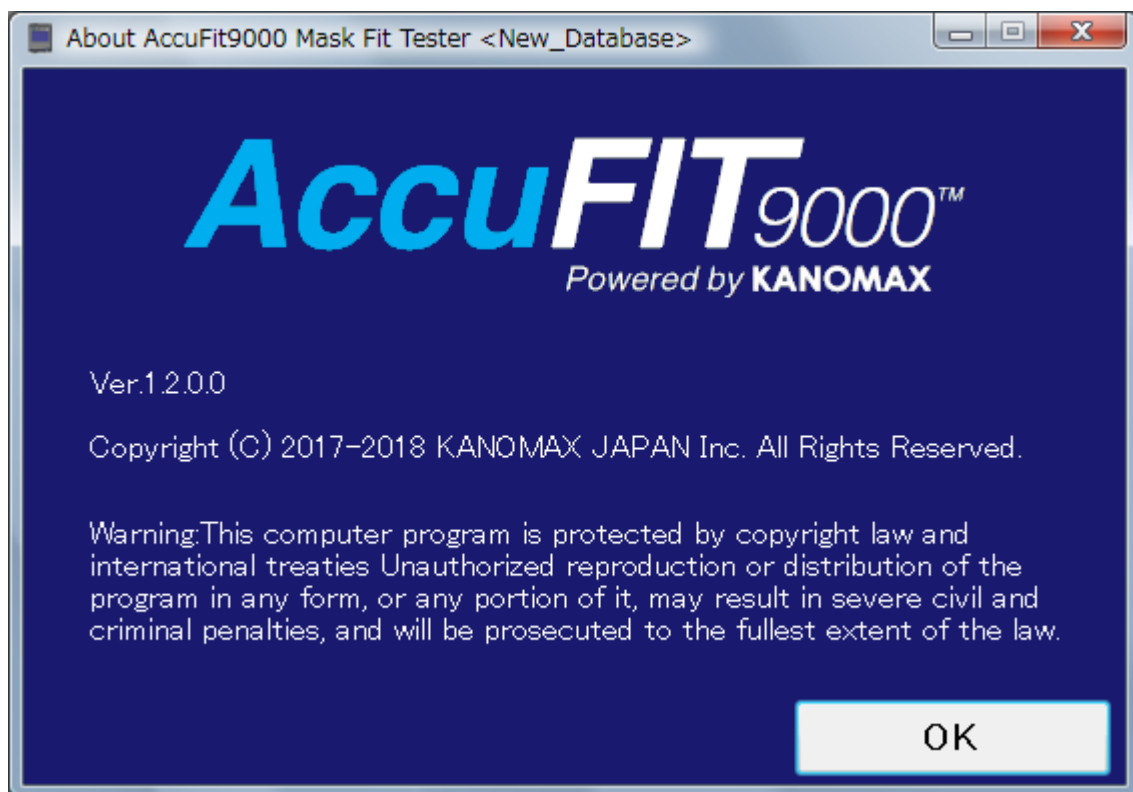 About AccuFit9000 Mask Fit Tester <New_Database>
AccuFIT9000™
Powered by KANOMAX
Ver.1.2.0.0
Copyright (C) 2017-2018 KANOMAX JAPAN Inc. All Rights Reserved.
Warning:This computer program is protected by copyright law and
international treaties Unauthorized reproduction or distribution of the
program in any form, or any portion of it, may result in severe civil and
criminal penalties, and will be prosecuted to the fullest extent of the law.
OK